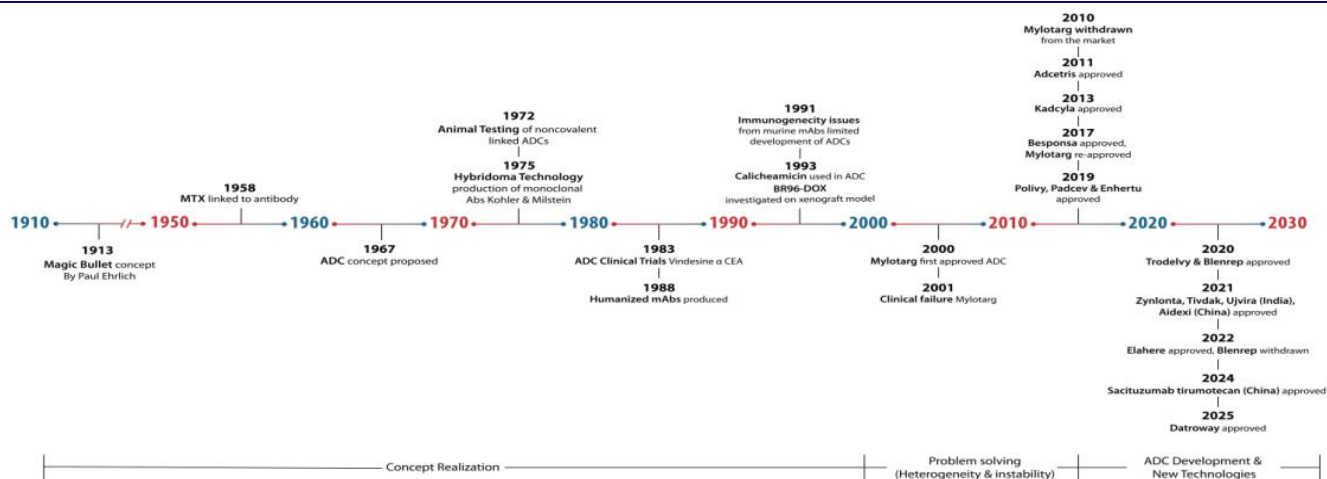 2010
Mylotarg withdrawn
from the market
2011
Adcetris approved
2013
Kadcyla approved
2017
Besponsa approved,
Mylotarg re-approved
2019
Polivy, Padcev & Enhertu
approved
1991
Immunogenecity issues
from murine mAbs limited
development of ADCs
1993
Calicheamicin used in ADC
BR96-DOX
investigated on xenograft model
1972
Animal Testing of noncovalent
linked ADCs
1975
Hybridoma Technology
production of monoclonal
Abs Kohler & Milstein
1958
MTX linked to antibody
1910 1950 1960 1970 1980 1990 2000 2010 2020 2030
1913
Magic Bullet concept
By Paul Ehrlich
1967
ADC concept proposed
1983
ADC Clinical Trials Vindesine α CEA
1988
Humanized mAbs produced
2000
Mylotarg first approved ADC
2001
Clinical failure Mylotarg
2020
Trodelvy & Blenrep approved
2021
Zynlonta, Tivdak, Ujvira (India),
Aidexi (China) approved
2022
Elahere approved, Blenrep withdrawn
2024
Sacituzumab tirumotecan (China) approved
2025
Datroway approved
Concept Realization
Problem solving
(Heterogeneity & instability)
ADC Development &
New Technologies